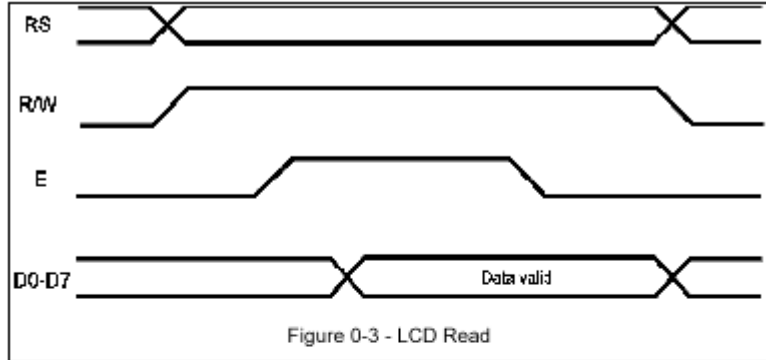 RS
R/W
E
D0-D7
Data valid
Figure 0-3 - LCD Read